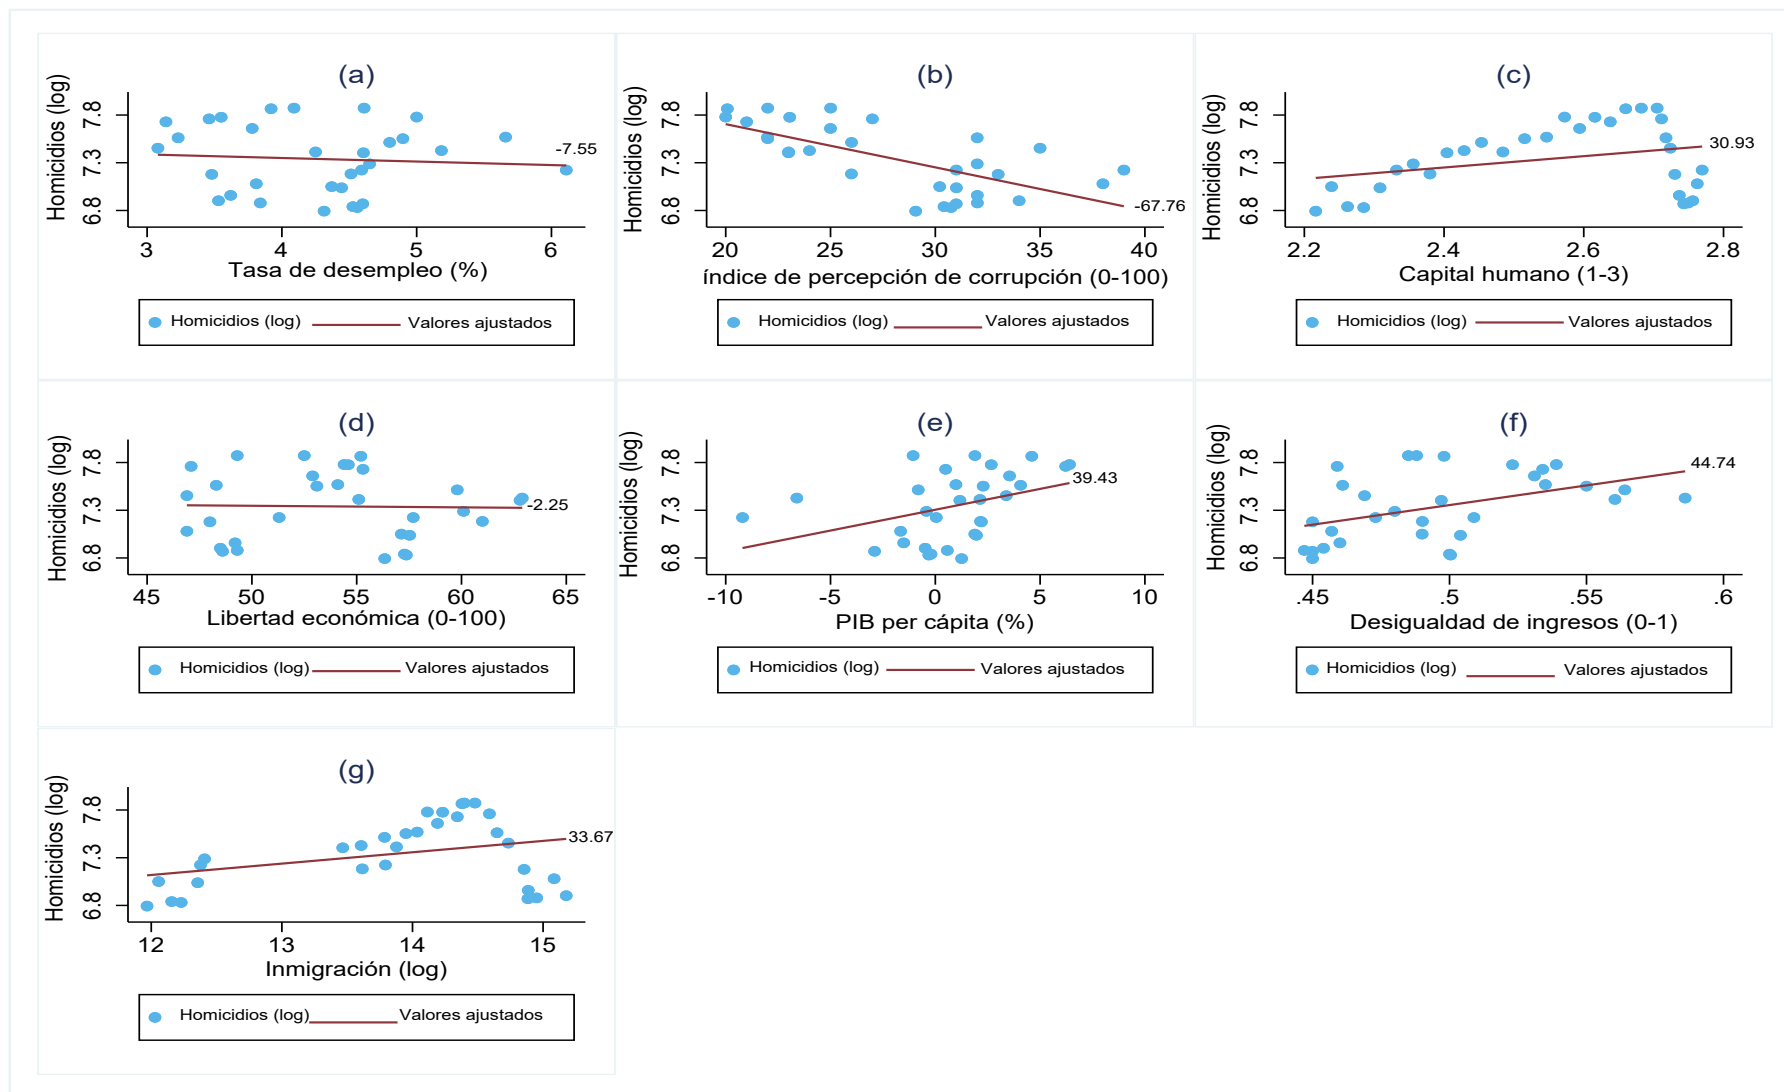 (a)
Homicidios (log)
7.8
7.3
6.8
-7.55
3 4 5 6
Tasa de desempleo (%)
Homicidios (log) Valores ajustados
(b)
Homicidios (log)
7.8
7.3
6.8
-67.76
20 25 30 35 40
índice de percepción de corrupción (0-100)
Homicidios (log) Valores ajustados
(c)
Homicidios (log)
7.8
7.3
6.8
30.93
2.2 2.4 2.6 2.8
Capital humano (1-3)
Homicidios (log) Valores ajustados
(d)
Homicidios (log)
7.8
7.3
6.8
-2.25
45 50 55 60 65
Libertad económica (0-100)
Homicidios (log) Valores ajustados
(e)
Homicidios (log)
7.8
7.3
6.8
39.43
-10 -5 0 5 10
PIB per cápita (%)
Homicidios (log) Valores ajustados
(f)
Homicidios (log)
7.8
7.3
6.8
44.74
.45 .5 .55 .6
Desigualdad de ingresos (0-1)
Homicidios (log) Valores ajustados
(g)
Homicidios (log)
7.8
7.3
6.8
33.67
12 13 14 15
Inmigración (log)
Homicidios (log) Valores ajustados